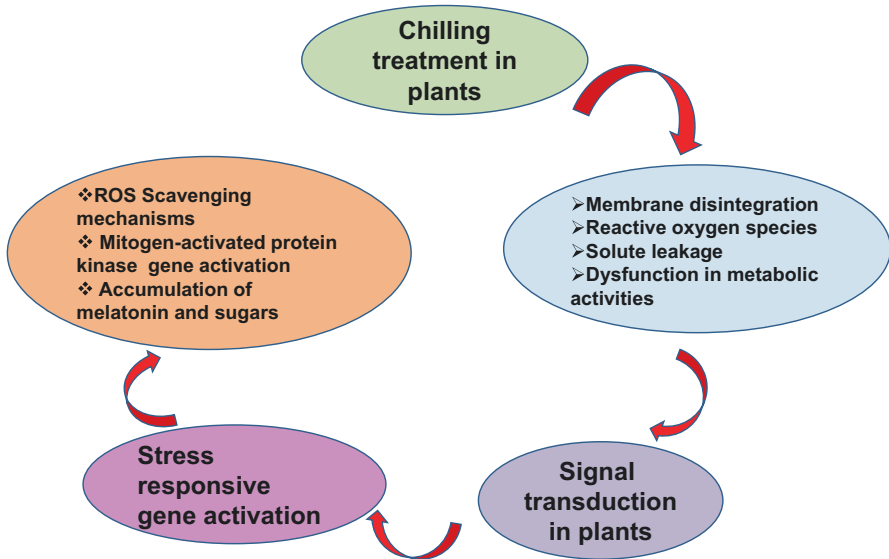 Chilling
treatment in
plants
➢Membrane disintegration
➢Reactive oxygen species
➢Solute leakage
➢Dysfunction in metabolic
activities
Signal
transduction
in plants
Stress
responsive
gene activation
❖ROS Scavenging
mechanisms
❖ Mitogen-activated protein
kinase gene activation
❖ Accumulation of
melatonin and sugars